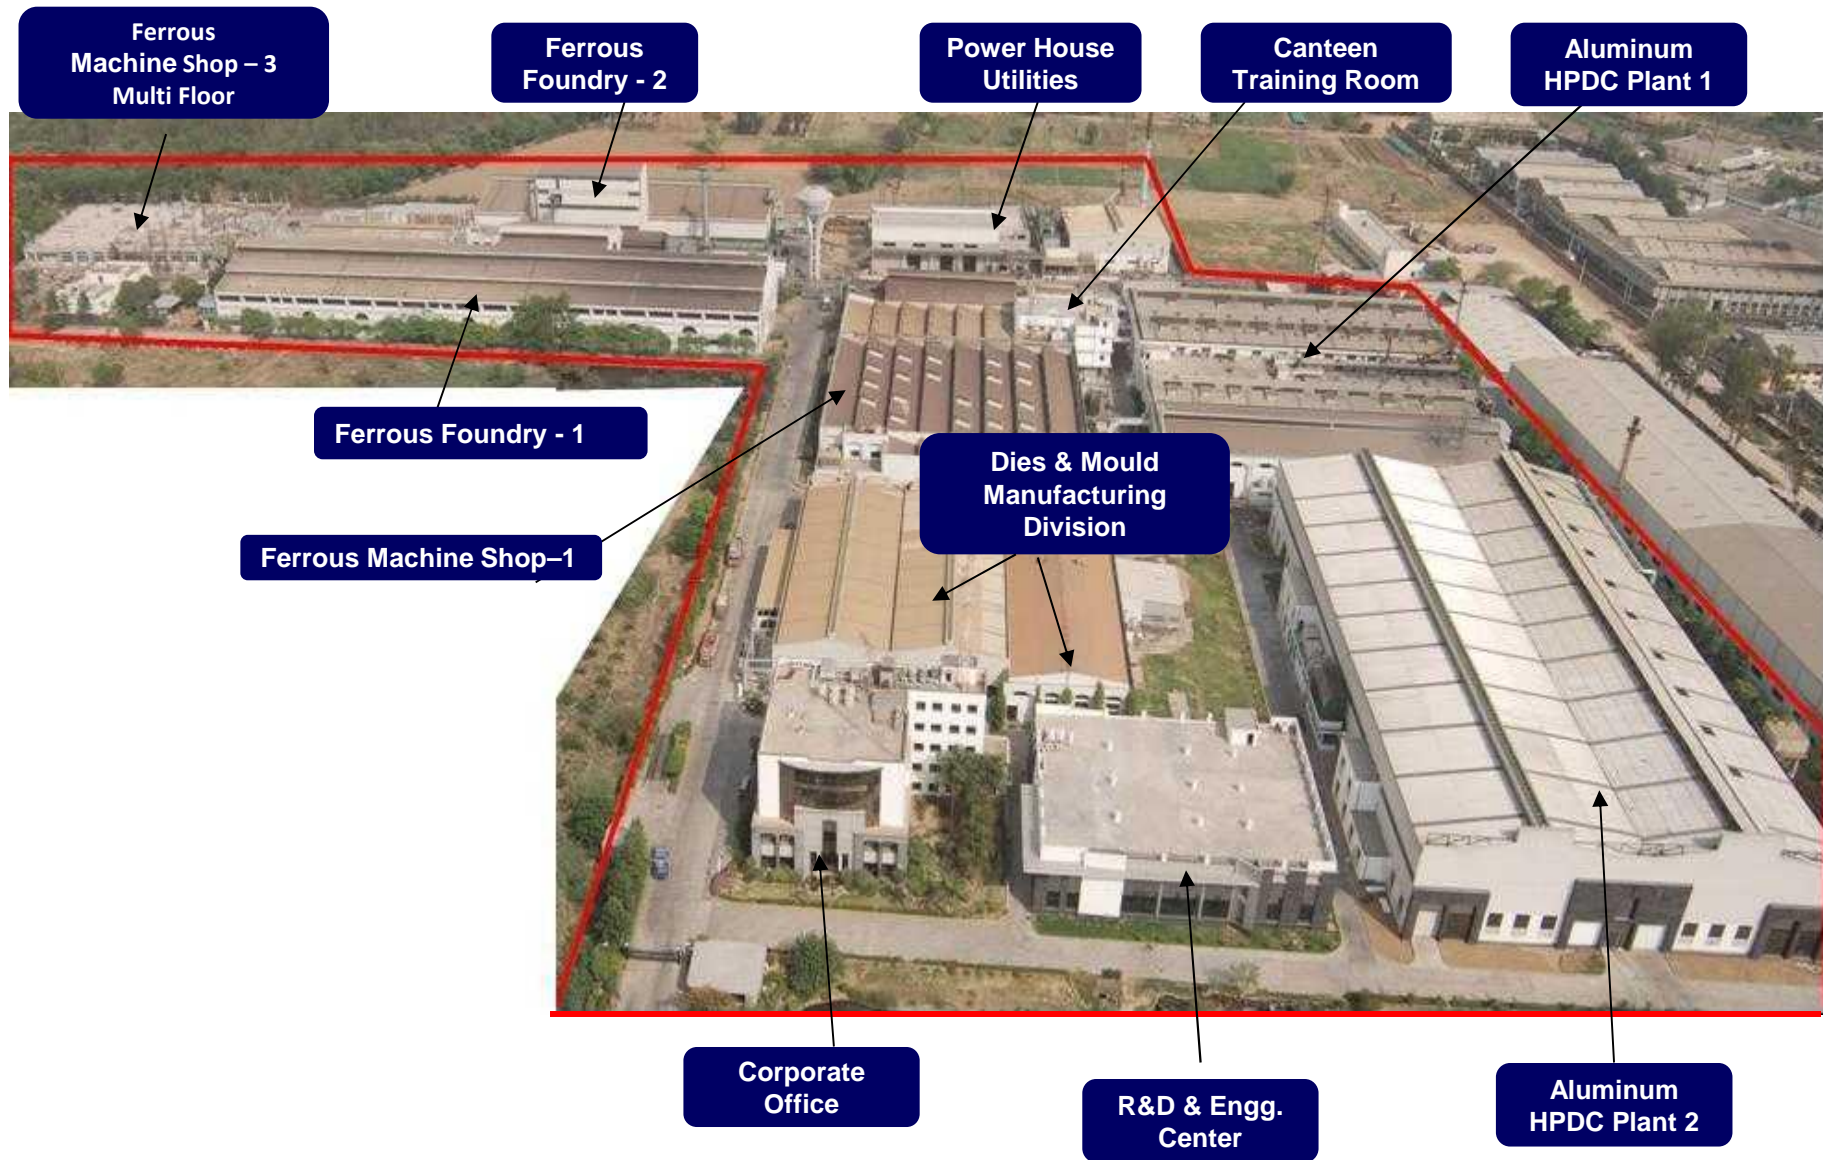 Ferrous
Machine Shop – 3
Multi Floor
Ferrous
Foundry - 2
Power House
Utilities
Canteen
Training Room
Aluminum
HPDC Plant 1
Ferrous Foundry - 1
Dies & Mould
Manufacturing
Division
Ferrous Machine Shop–1
Corporate
Office
R&D & Engg.
Center
Aluminum
HPDC Plant 2